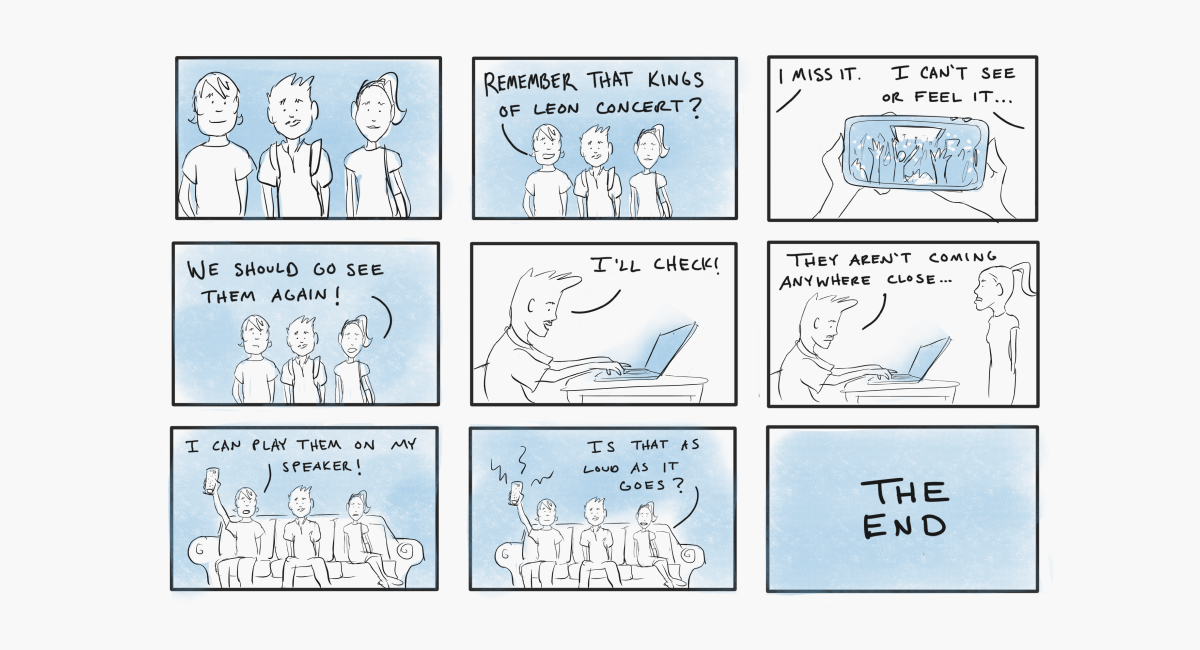 REMEMBER THAT KINGS
OF LEON CONCERT?
I MISS IT.
I CAN'T SEE
OR FEEL IT...
WE SHOULD GO SEE
THEM AGAIN!
I'LL CHECK!
THEY AREN'T COMING
ANYWHERE CLOSE...
I CAN PLAY THEM ON MY
SPEAKER!
IS THAT AS
LOUD AS IT
GOES?
THE
END